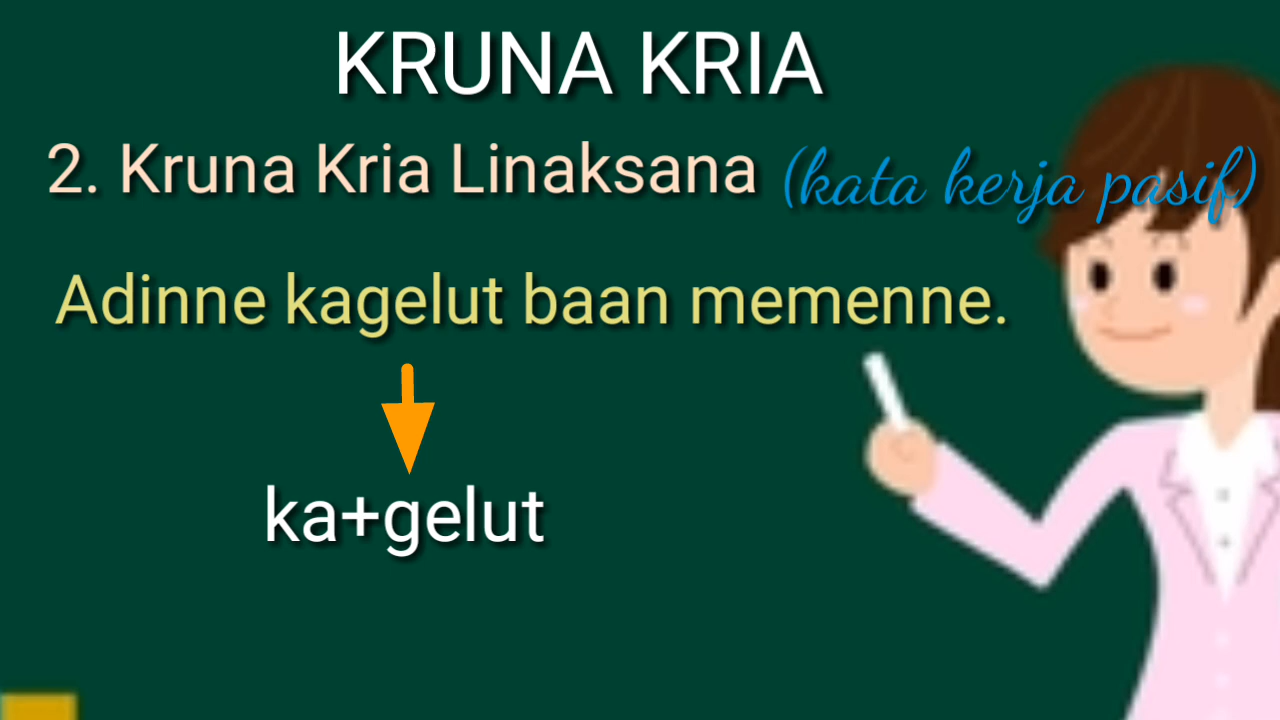 KRUNA KRIA
2. Kruna Kria Linaksana (kata kerja pasif)
Adinne kagelut baan memenne.
ka+gelut